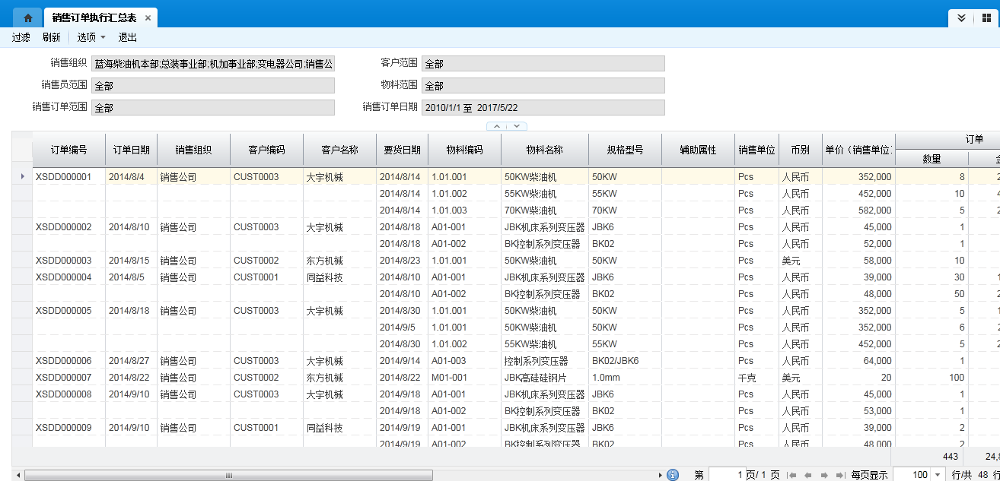 销售订单执行汇总表 ×
过滤 刷新 选项 退出
销售组织 蓝海柴油机本部;总装事业部;机加事业部;变电器公司;销售公 客户范围 全部
销售员范围 全部 物料范围 全部
销售订单范围 全部 销售订单日期 2010/1/1 至 2017/5/22
订单编号 订单日期 销售组织 客户编码 客户名称 要货日期 物料编码 物料名称 规格型号 辅助属性 销售单位 币别 单价（销售单位 订单
数量
XSDD000001 2014/8/4 销售公司 CUST0003 大宇机械 2014/8/14 1.01.001 50KW柴油机 50KW Pcs 人民币 352,000 8
2014/8/14 1.01.002 55KW柴油机 55KW Pcs 人民币 452,000 10
2014/8/14 1.01.003 70KW柴油机 70KW Pcs 人民币 582,000 5
XSDD000002 2014/8/10 销售公司 CUST0003 大宇机械 2014/8/18 A01-001 JBK机床系列变压器 JBK6 Pcs 人民币 45,000 1
2014/8/18 A01-002 BK控制系列变压器 BK02 Pcs 人民币 52,000 1
XSDD000003 2014/8/15 销售公司 CUST0002 东方机械 2014/8/23 1.01.001 50KW柴油机 50KW Pcs 美元 58,000 10
XSDD000004 2014/8/5 销售公司 CUST0001 同益科技 2014/8/10 A01-001 JBK机床系列变压器 JBK6 Pcs 人民币 39,000 30
2014/8/10 A01-002 BK控制系列变压器 BK02 Pcs 人民币 48,000 50
XSDD000005 2014/8/18 销售公司 CUST0003 大宇机械 2014/8/30 1.01.001 50KW柴油机 50KW Pcs 人民币 352,000 5
2014/9/5 1.01.001 50KW柴油机 50KW Pcs 人民币 352,000 6
2014/8/30 1.01.002 55KW柴油机 55KW Pcs 人民币 452,000 5
XSDD000006 2014/8/27 销售公司 CUST0003 大宇机械 2014/9/14 A01-003 控制系列变压器 BK02/JBK6 Pcs 人民币 64,000 1
XSDD000007 2014/8/22 销售公司 CUST0002 东方机械 2014/8/22 M01-001 JBK高硅硅钢片 1.0mm 千克 美元 20 100
XSDD000008 2014/9/10 销售公司 CUST0003 大宇机械 2014/9/18 A01-001 JBK机床系列变压器 JBK6 Pcs 人民币 45,000 1
2014/9/18 A01-002 BK控制系列变压器 BK02 Pcs 人民币 53,000 1
XSDD000009 2014/9/10 销售公司 CUST0001 同益科技 2014/9/19 A01-001 JBK机床系列变压器 JBK6 Pcs 人民币 39,000 2
2014/9/19 A01-002 BK控制系列变压器 BK02 Pcs 人民币 48,000 2
443
第 1 页/ 1 页 每页显示 100 行/共 48 行